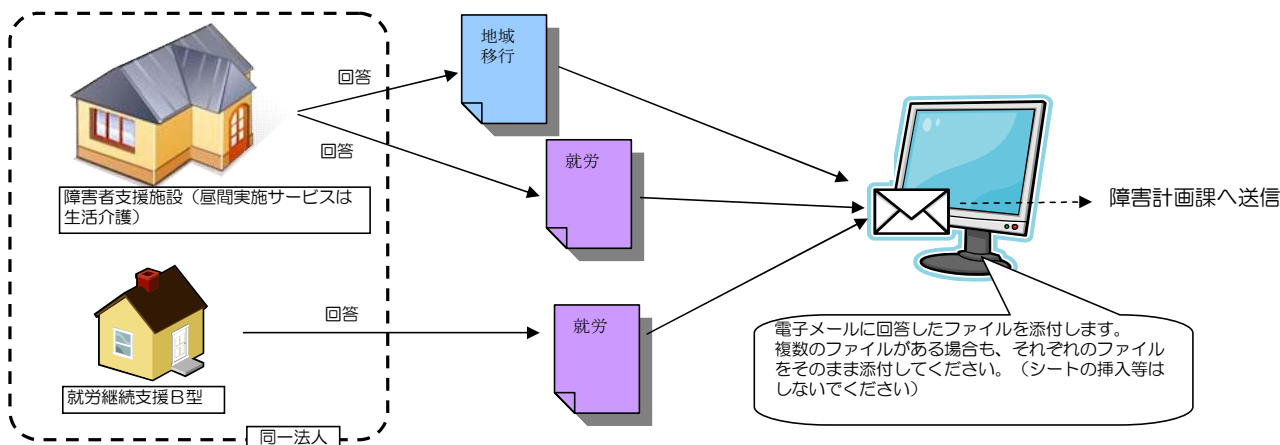 地域
移行
回答
回答
就労
障害者支援施設（昼間実施サービスは
生活介護）
障害計画課へ送信
回答
就労
就労継続支援Ｂ型
電子メールに回答したファイルを添付します。
複数のファイルがある場合も、それぞれのファイル
をそのまま添付してください。（シートの挿入等は
しないでください）
同一法人